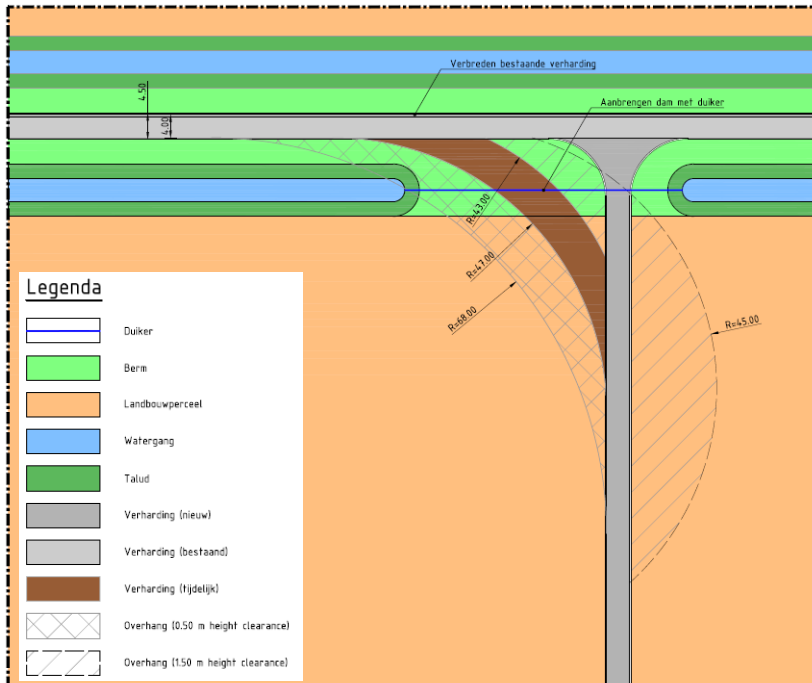 Verbreden bestaande verharding
4.50
4.00
Aanbrengen dam met duiker
R=43.00
R=47.00
R=68.00
R=45.00
Legenda
Duiker
Berm
Landbouwperceel
Watergang
Talud
Verharding (nieuw)
Verharding (bestaand)
Verharding (tijdelijk)
Overhang (0.50 m height clearance)
Overhang (1.50 m height clearance)